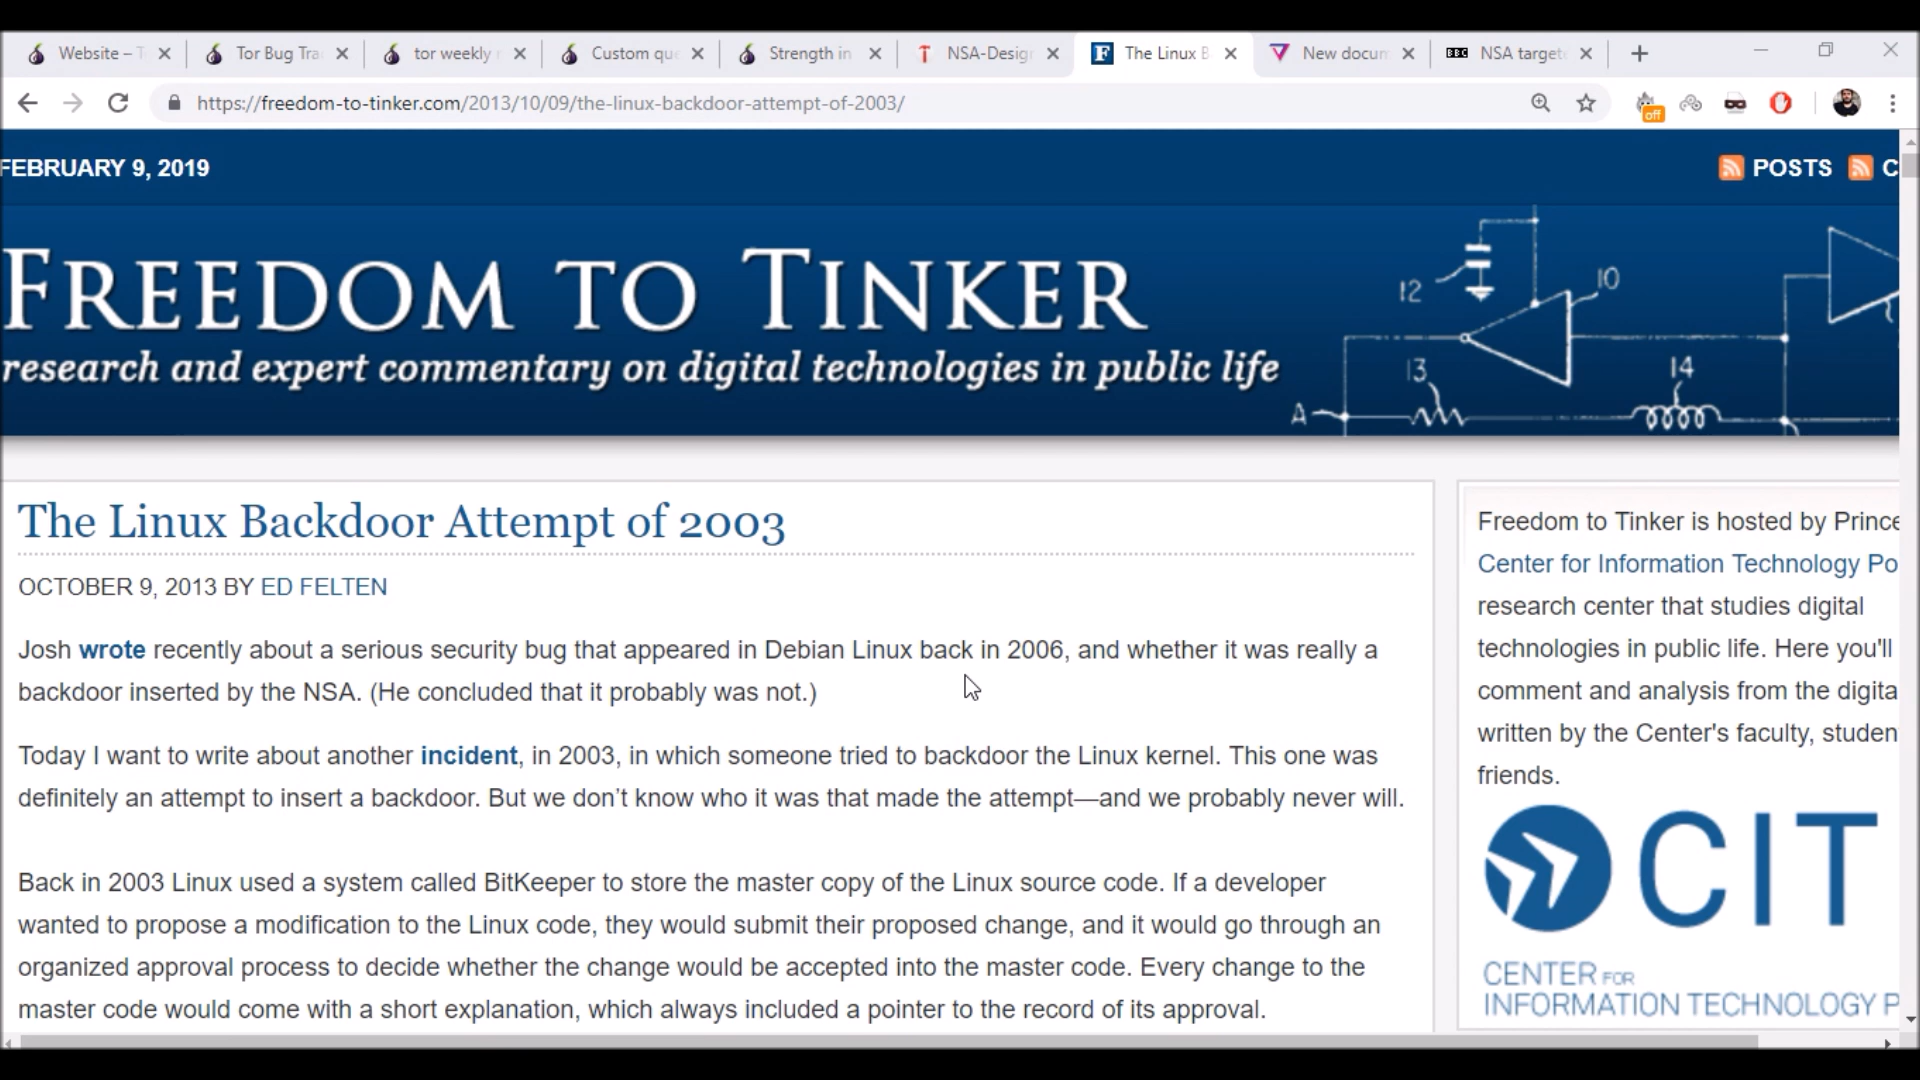 Website – T
Tor Bug Tra
tor weekly
Custom que
Strength in
NSA-Desig
The Linux B
New docum
NSA targete
https://freedom-to-tinker.com/2013/10/09/the-linux-backdoor-attempt-of-2003/
off
FEBRUARY 9, 2019
POSTS
C
FREEDOM TO TINKER
research and expert commentary on digital technologies in public life
12
10
13
14
A
The Linux Backdoor Attempt of 2003
OCTOBER 9, 2013 BY ED FELTEN
Josh wrote recently about a serious security bug that appeared in Debian Linux back in 2006, and whether it was really a
backdoor inserted by the NSA. (He concluded that it probably was not.)
Today I want to write about another incident, in 2003, in which someone tried to backdoor the Linux kernel. This one was
definitely an attempt to insert a backdoor. But we don’t know who it was that made the attempt—and we probably never will.
Back in 2003 Linux used a system called BitKeeper to store the master copy of the Linux source code. If a developer
wanted to propose a modification to the Linux code, they would submit their proposed change, and it would go through an
organized approval process to decide whether the change would be accepted into the master code. Every change to the
master code would come with a short explanation, which always included a pointer to the record of its approval.
Freedom to Tinker is hosted by Prince
Center for Information Technology Po
research center that studies digital
technologies in public life. Here you'll
comment and analysis from the digita
written by the Center's faculty, studen
friends.
CIT
CENTER FOR
INFORMATION TECHNOLOGY P